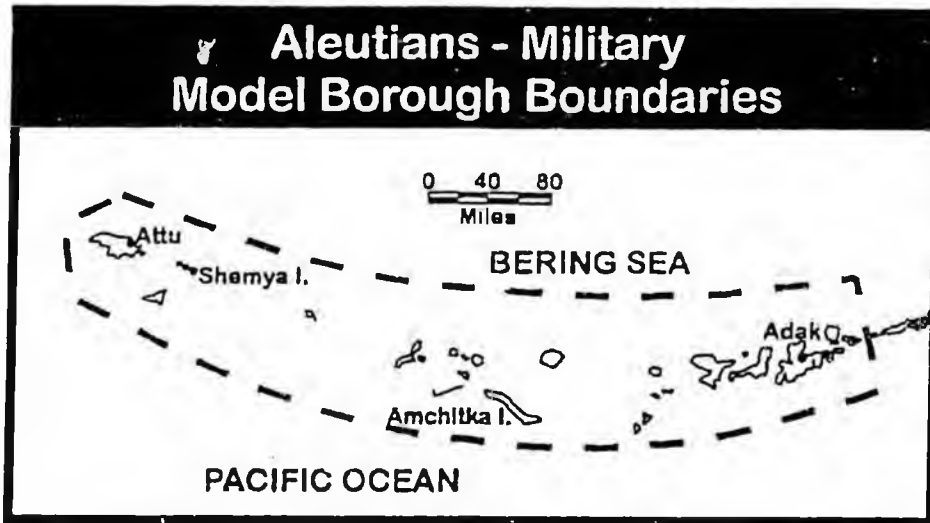 Aleutians - Military
Model Borough Boundaries
0 40 80
Miles
BERING SEA
Attu
Shemya I.
Adak
Amchitka I.
PACIFIC OCEAN